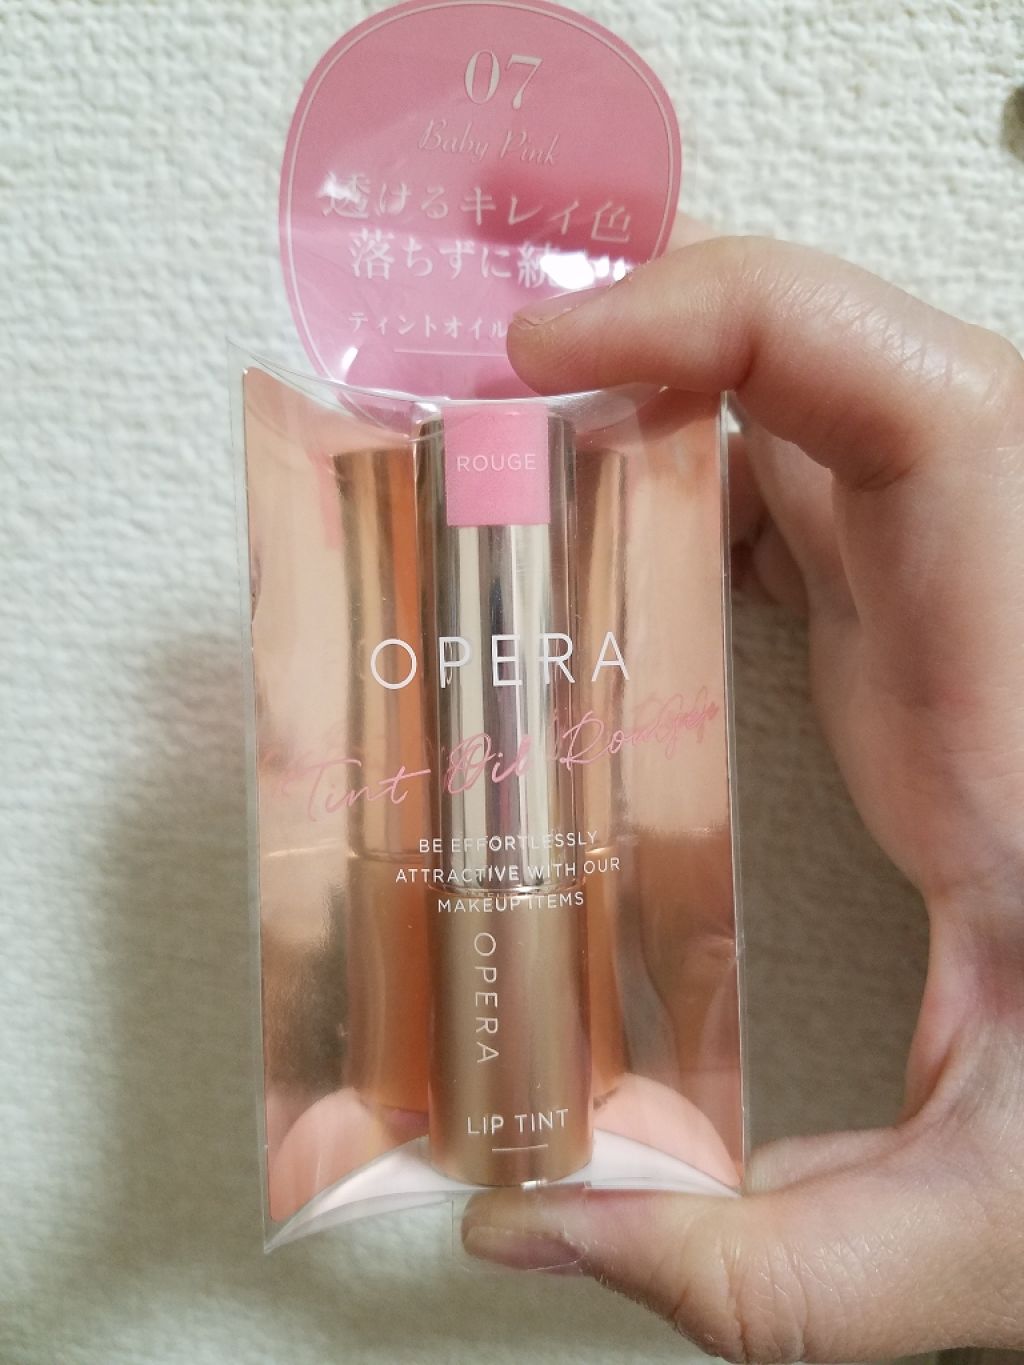 07
Baby Pink
透けるキレイ色
落ちずに続
ティントオイル
ROUGE
OPERA
Tint Oil Rouge
BE EFFORTLESSLY
ATTRACTIVE WITH OUR
MAKEUP ITEMS
OPERA
LIP TINT